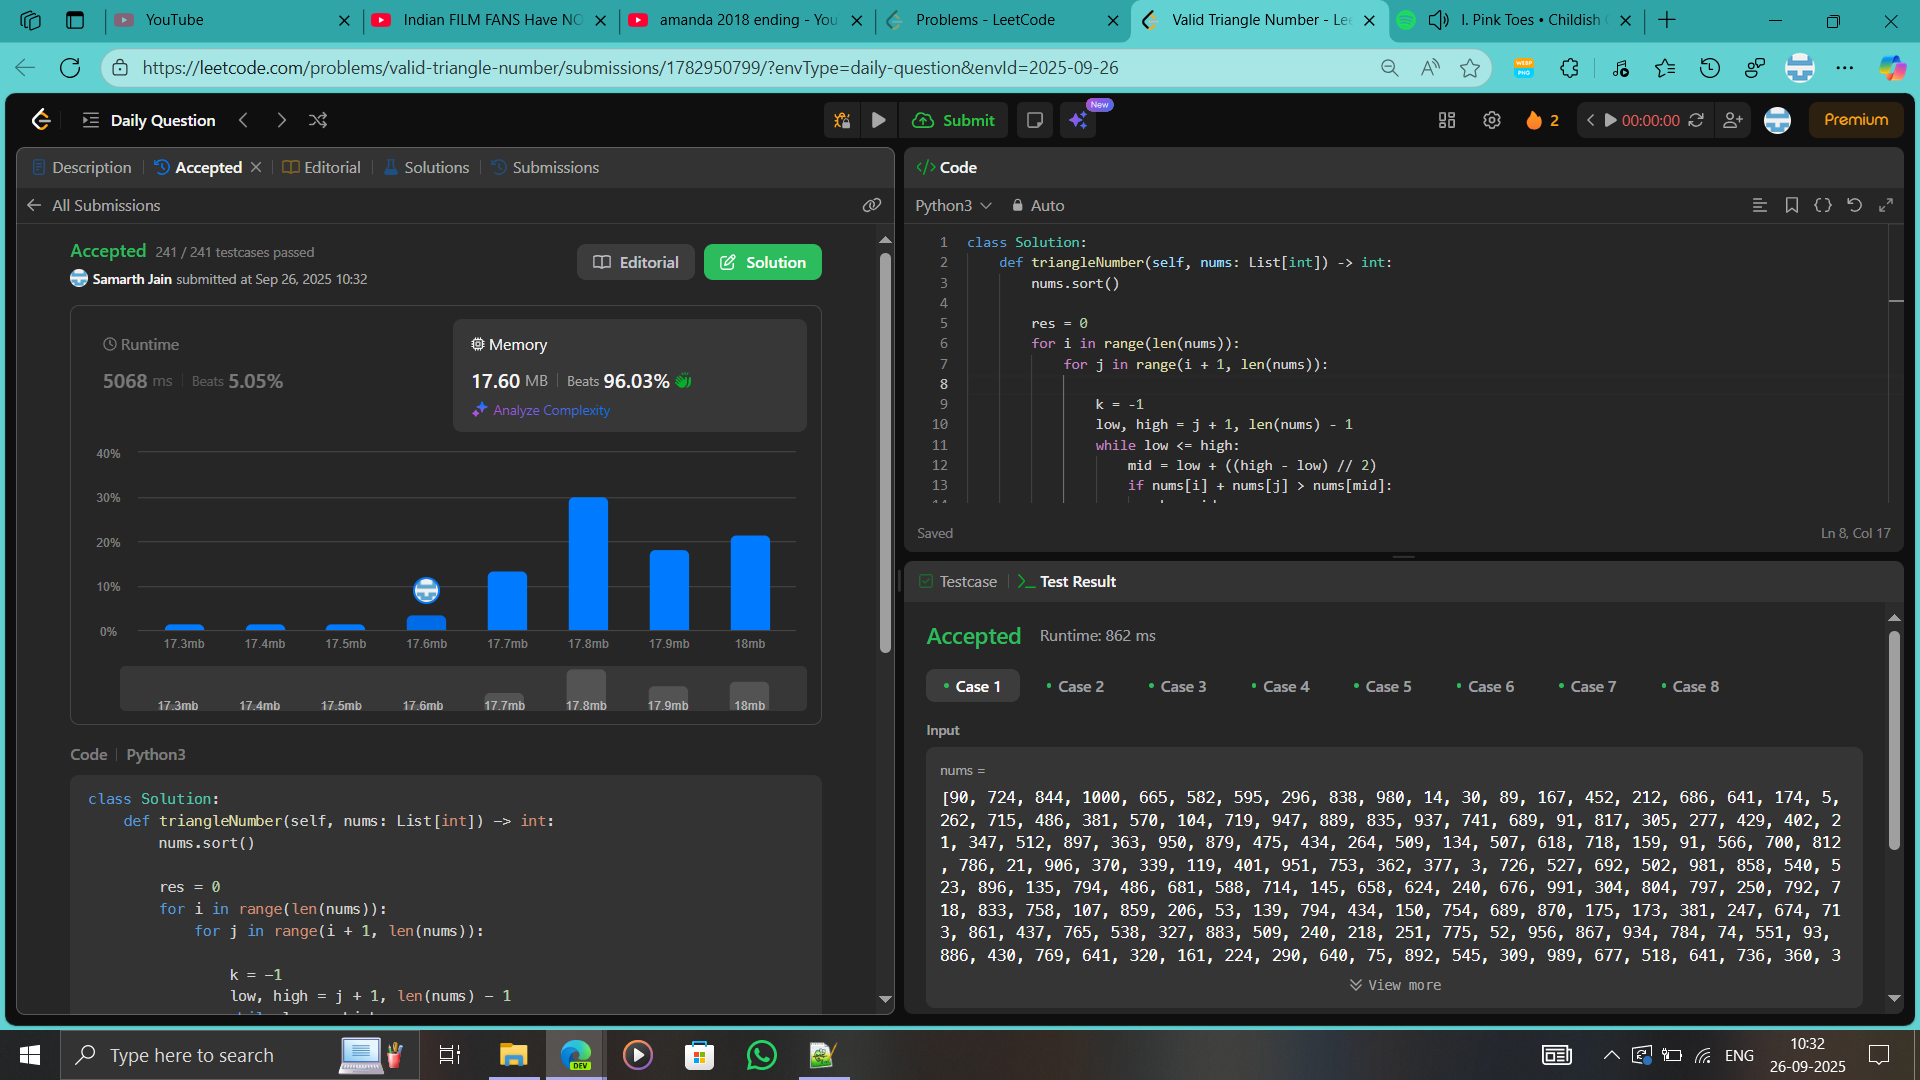 YouTube
Indian FILM FANS Have NO
amanda 2018 ending - You
Problems - LeetCode
Valid Triangle Number - Lee
I. Pink Toes • Childish
https://leetcode.com/problems/valid-triangle-number/submissions/1782950799/?envType=daily-question&envId=2025-09-26
Daily Question
Submit
New
2
00:00:00
Premium
Description
Accepted
Editorial
Solutions
Submissions
All Submissions
Accepted 241 / 241 testcases passed
Samarth Jain submitted at Sep 26, 2025 10:32
Editorial
Solution
Runtime
5068 ms Beats 5.05%
Memory
17.60 MB Beats 96.03%
Analyze Complexity
40%
30%
20%
10%
0%
17.3mb 17.4mb 17.5mb 17.6mb 17.7mb 17.8mb 17.9mb 18mb
17.3mb 17.4mb 17.5mb 17.6mb 17.7mb 17.8mb 17.9mb 18mb
Code Python3
class Solution:
def triangleNumber(self, nums: List[int]) -> int:
nums.sort()
res = 0
for i in range(len(nums)):
for j in range(i + 1, len(nums)):
k = -1
low, high = j + 1, len(nums) - 1
Code
Python3
Auto
1 class Solution:
2 def triangleNumber(self, nums: List[int]) -> int:
3 nums.sort()
4
5 res = 0
6 for i in range(len(nums)):
7 for j in range(i + 1, len(nums)):
8
9 k = -1
10 low, high = j + 1, len(nums) - 1
11 while low <= high:
12 mid = low + ((high - low) // 2)
13 if nums[i] + nums[j] > nums[mid]:
Saved
Ln 8, Col 17
Testcase
Test Result
Accepted Runtime: 862 ms
Case 1 Case 2 Case 3 Case 4 Case 5 Case 6 Case 7 Case 8
Input
nums =
[90, 724, 844, 1000, 665, 582, 595, 296, 838, 980, 14, 30, 89, 167, 452, 212, 686, 641, 174, 5,
262, 715, 486, 381, 570, 104, 719, 947, 889, 835, 937, 741, 689, 91, 817, 305, 277, 429, 402, 2
1, 347, 512, 897, 363, 950, 879, 475, 434, 264, 509, 134, 507, 618, 718, 159, 91, 566, 700, 812
, 786, 21, 906, 370, 339, 119, 401, 951, 753, 362, 377, 3, 726, 527, 692, 502, 981, 858, 540, 5
23, 896, 135, 794, 486, 681, 588, 714, 145, 658, 624, 240, 676, 991, 304, 804, 797, 250, 792, 7
18, 833, 758, 107, 859, 206, 53, 139, 794, 434, 150, 754, 689, 870, 175, 173, 381, 247, 674, 71
3, 861, 437, 765, 538, 327, 883, 509, 240, 218, 251, 775, 52, 956, 867, 934, 784, 74, 551, 93,
886, 430, 769, 641, 320, 161, 224, 290, 640, 75, 892, 545, 309, 989, 677, 518, 641, 736, 360, 3
View more
Type here to search
DEV
ENG
10:32
26-09-2025